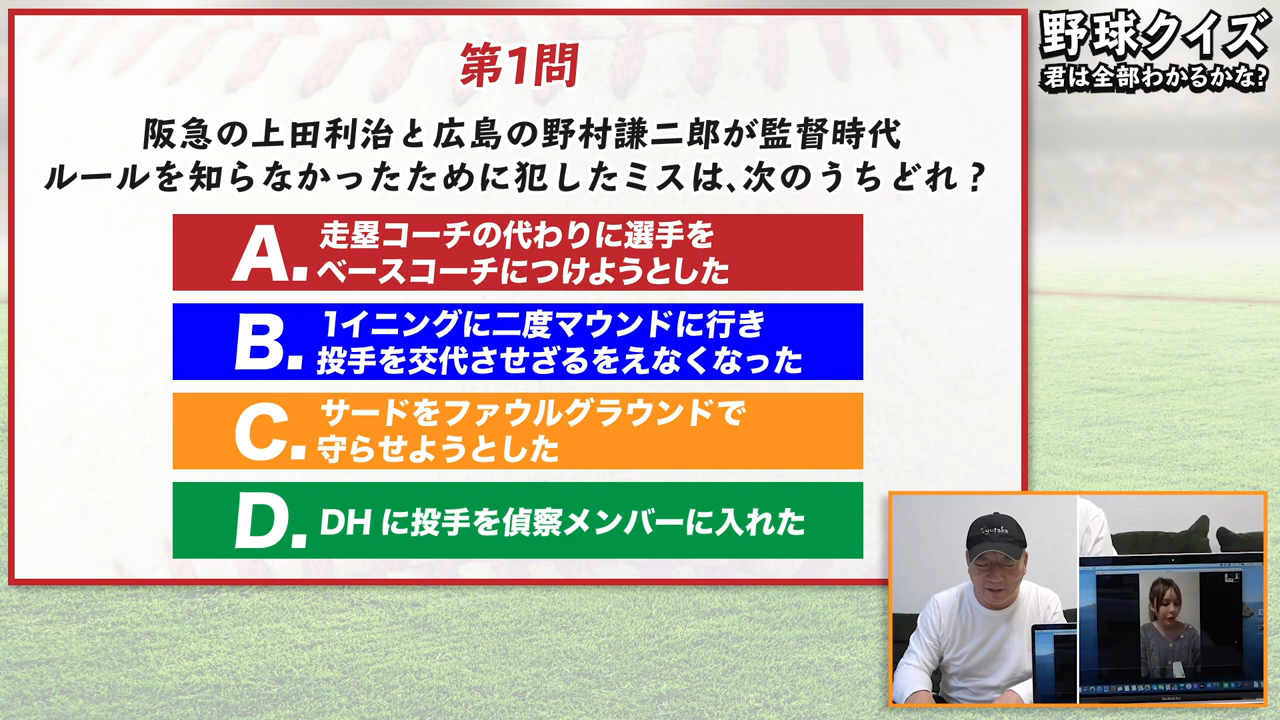 野球クイズ
君は全部わかるかな?
第1問
阪急の上田利治と広島の野村謙二郎が監督時代
ルールを知らなかったために犯したミスは、次のうちどれ？
A. 走塁コーチの代わりに選手を
ベースコーチにつけようとした
B. 1イニングに二度マウンドに行き
投手を交代させざるをえなくなった
C. サードをファウルグラウンドで
守らせようとした
D. DHに投手を偵察メンバーに入れた